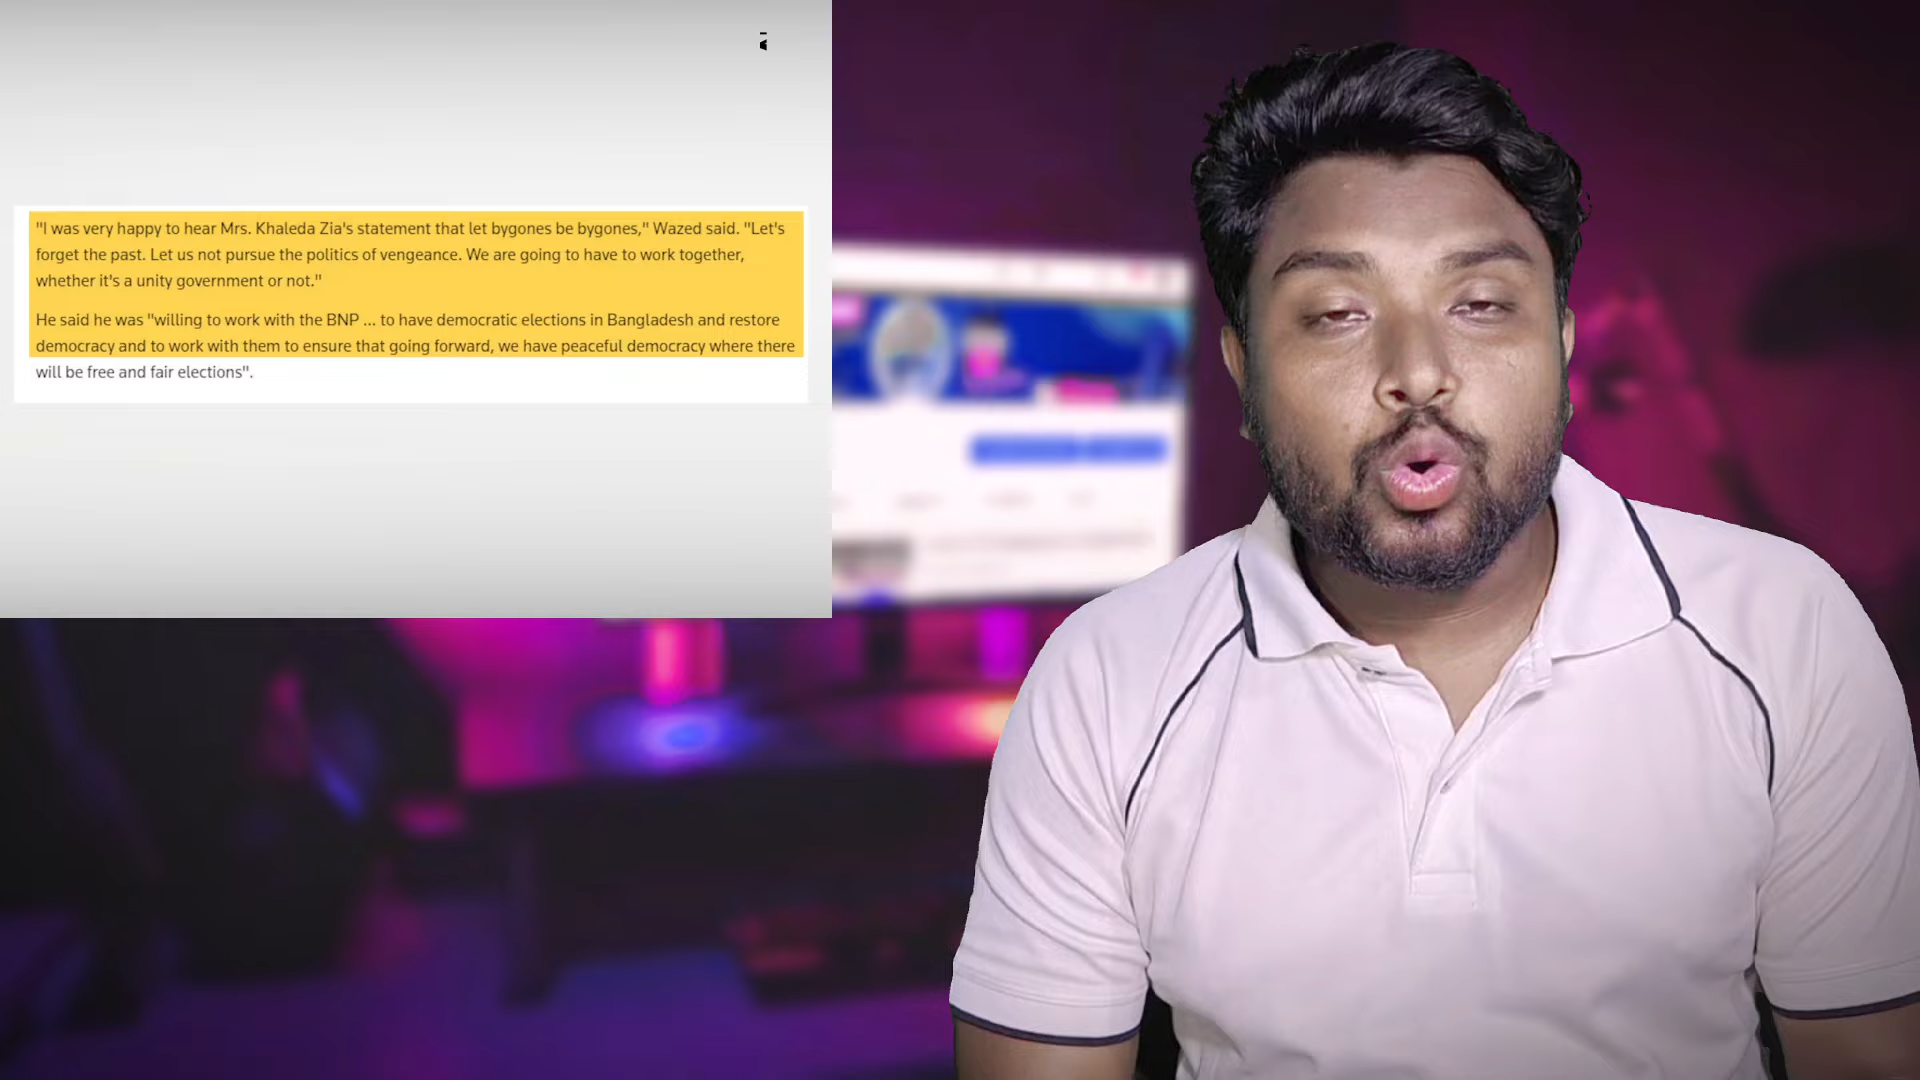 "I was very happy to hear Mrs. Khaleda Zia's statement that let bygones be bygones," Wazed said. "Let's
forget the past. Let us not pursue the politics of vengeance. We are going to have to work together,
whether it's a unity government or not."
He said he was "willing to work with the BNP ... to have democratic elections in Bangladesh and restore
democracy and to work with them to ensure that going forward, we have peaceful democracy where there
will be free and fair elections".